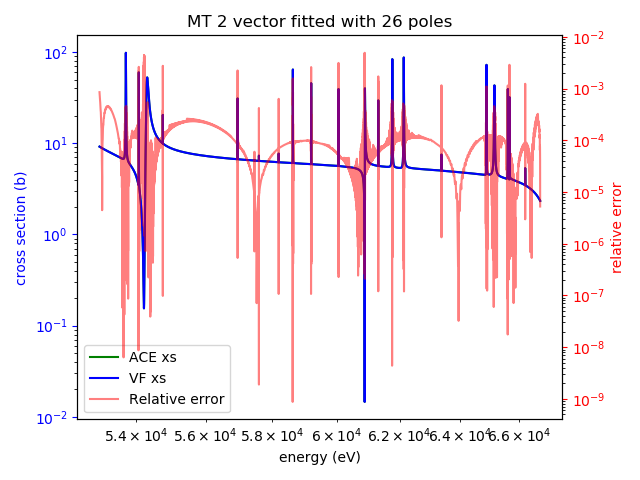 MT 2 vector fitted with 26 poles
10²
10¹
10⁰
10⁻¹
10⁻²
cross section (b)
10⁻²
10⁻³
10⁻⁴
10⁻⁵
10⁻⁶
10⁻⁷
10⁻⁸
10⁻⁹
relative error
ACE xs
VF xs
Relative error
5.4 × 10⁴ 5.6 × 10⁴ 5.8 × 10⁴ 6 × 10⁴ 6.2 × 10⁴ 6.4 × 10⁴ 6.6 × 10⁴
energy (eV)